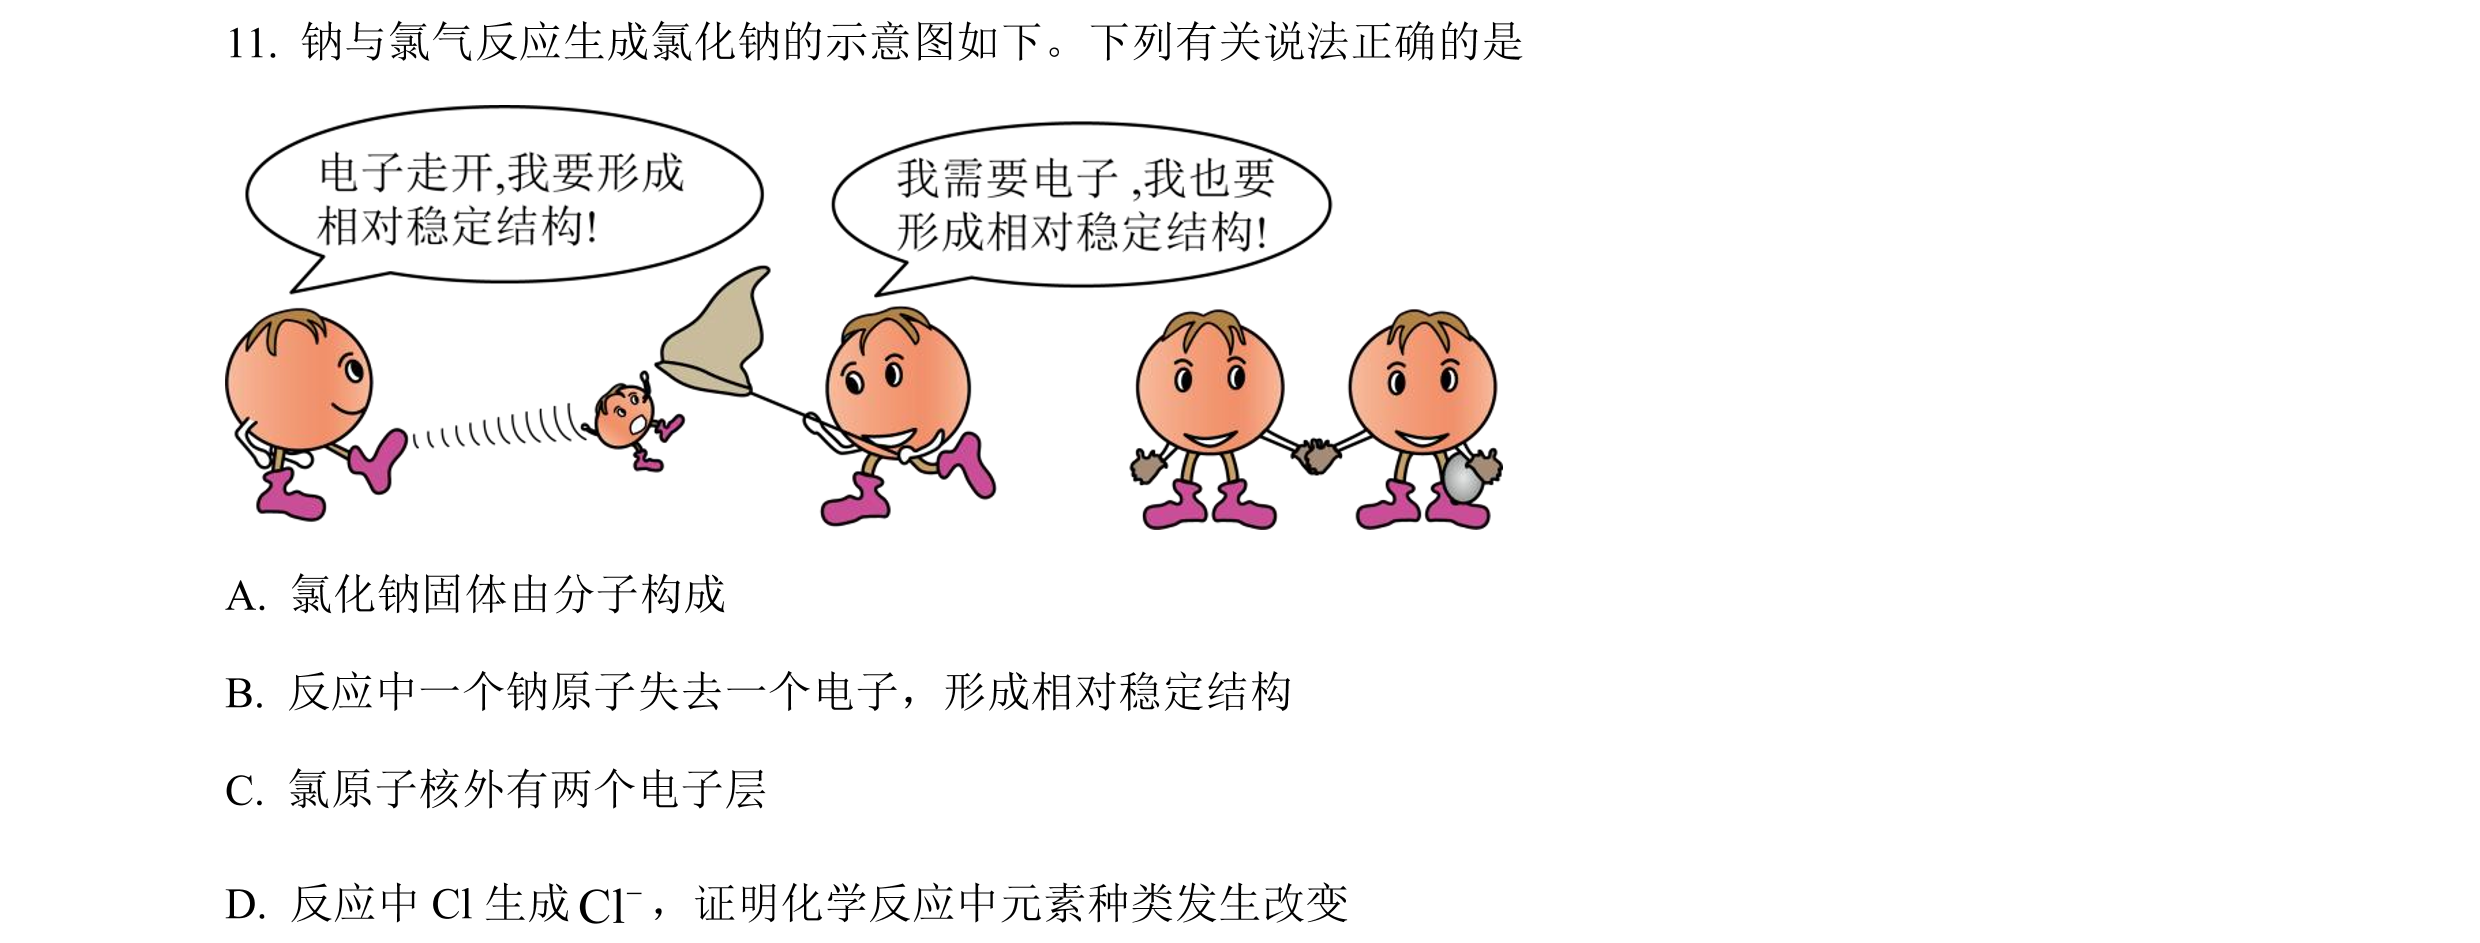 11. 钠与氯气反应生成氯化钠的示意图如下。下列有关说法正确的是
电子走开,我要形成
相对稳定结构!
我需要电子 ,我也要
形成相对稳定结构!
A. 氯化钠固体由分子构成
B. 反应中一个钠原子失去一个电子，形成相对稳定结构
C. 氯原子核外有两个电子层
D. 反应中 Cl 生成 Cl⁻，证明化学反应中元素种类发生改变